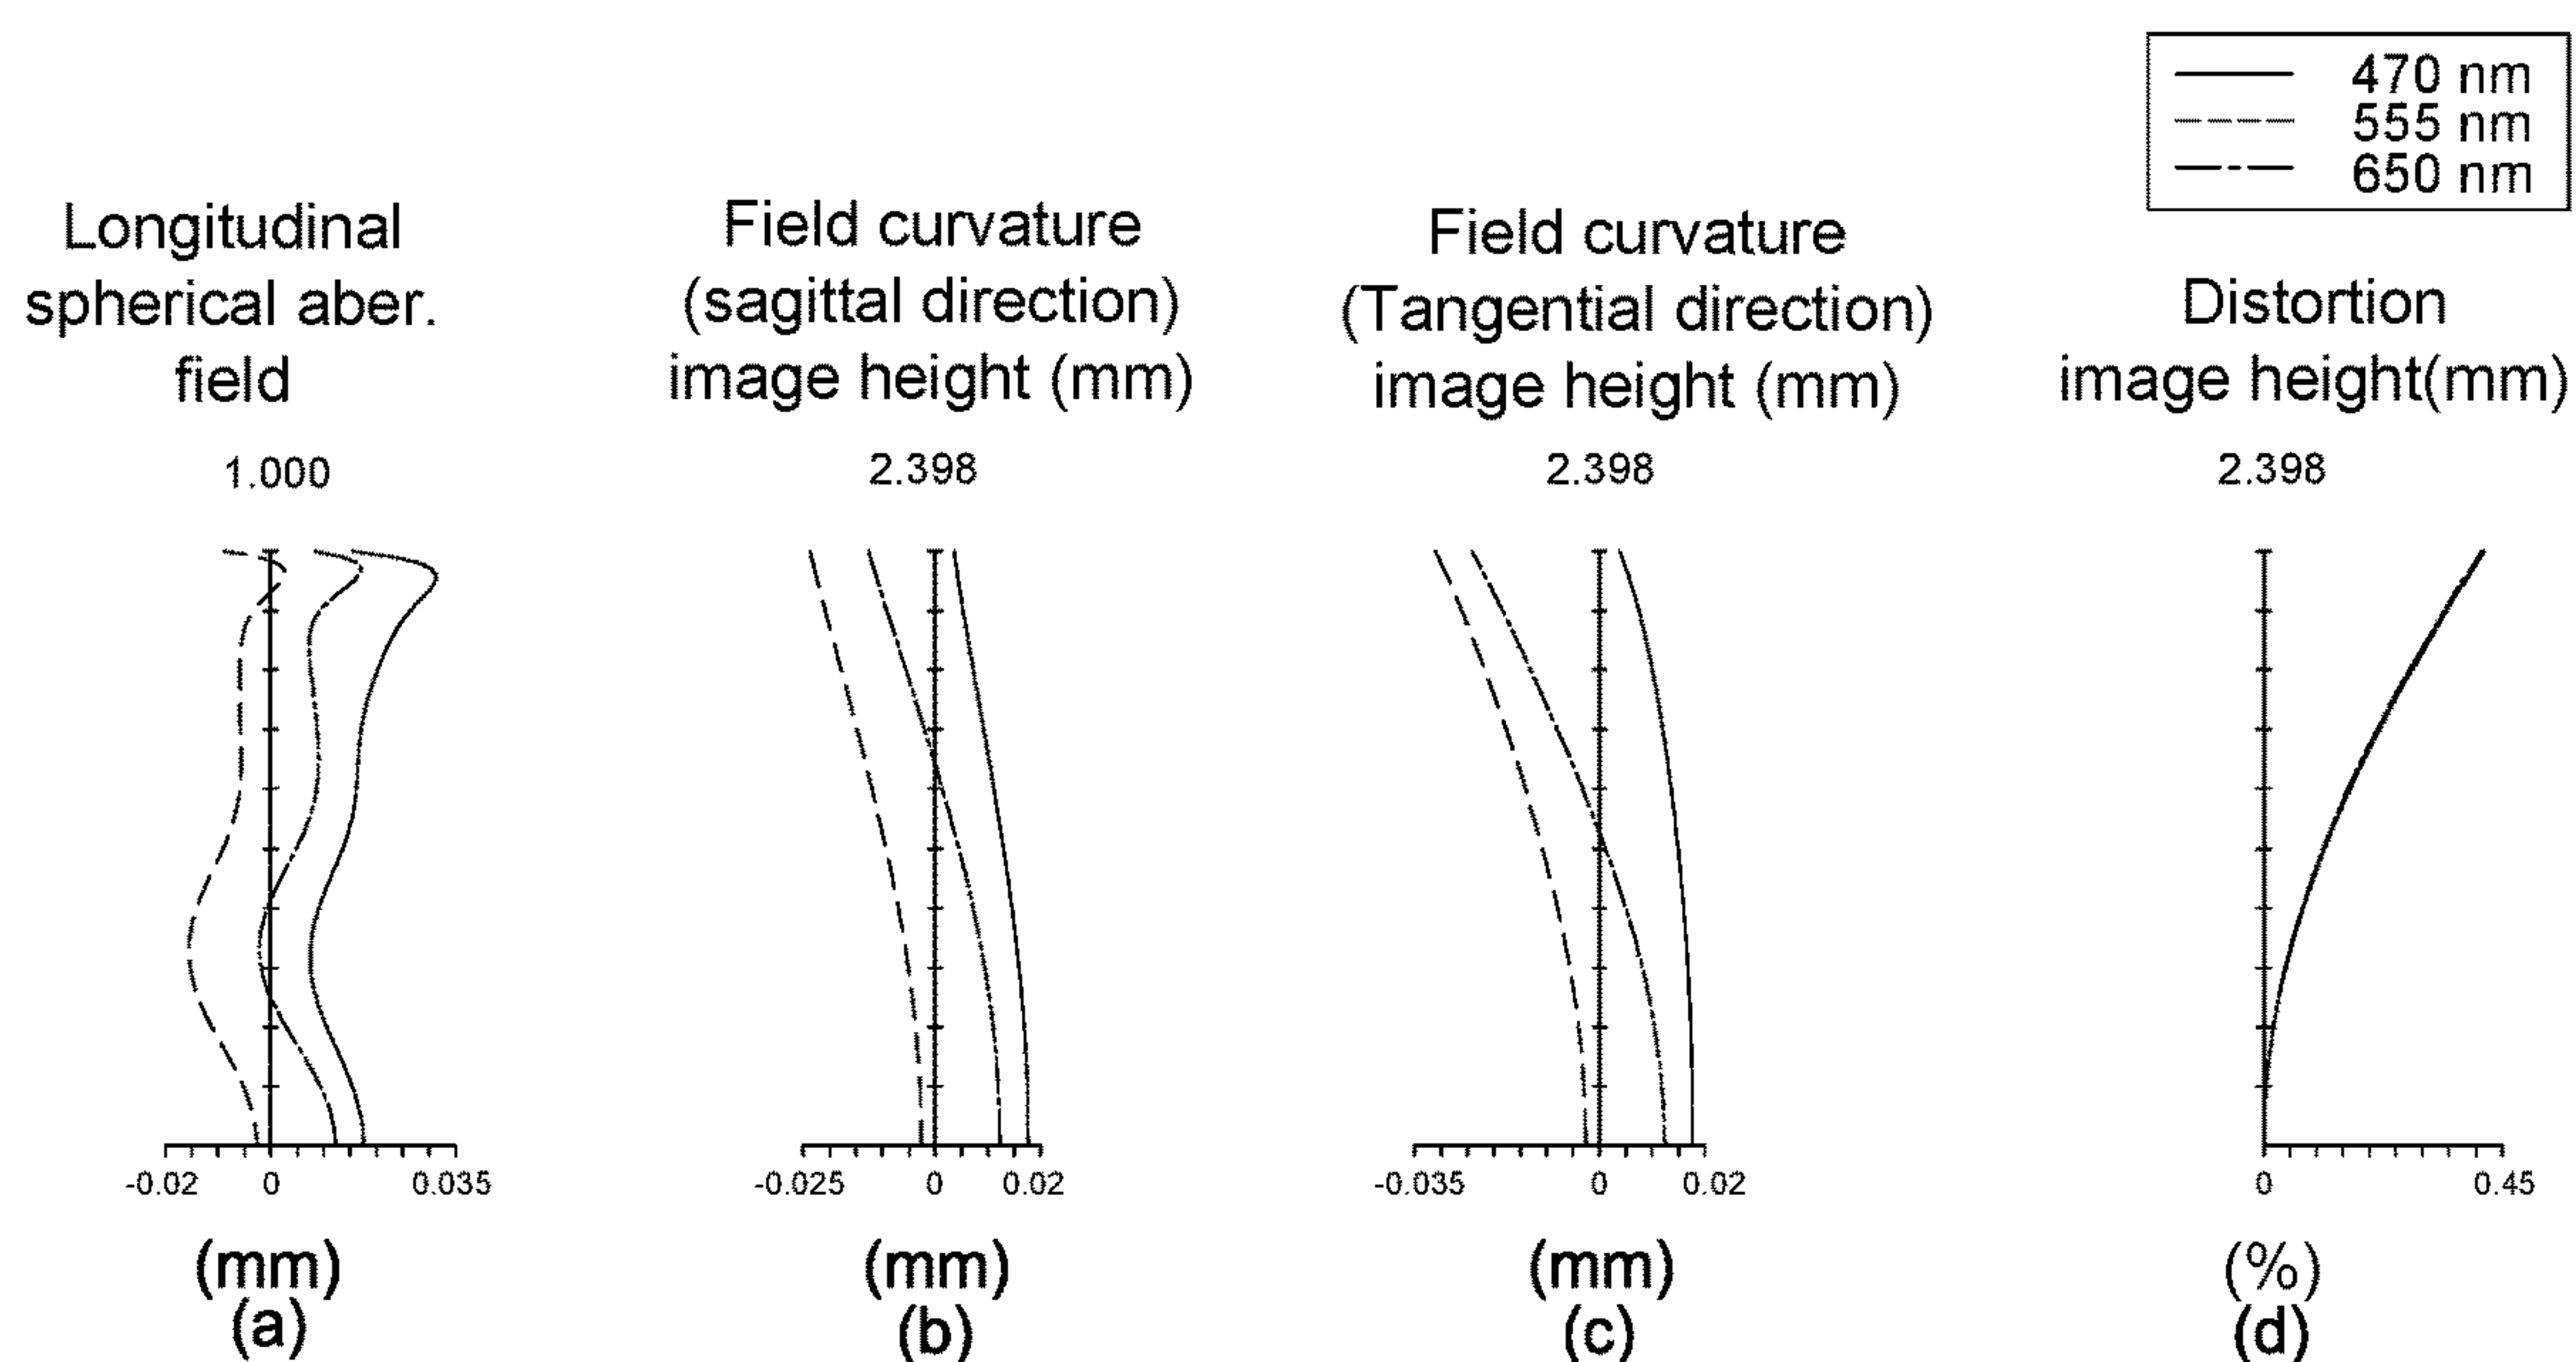 470 nm
555 nm
650 nm
Longitudinal
spherical aber.
field
1.000
-0.02 0 0.035
(mm)
(a)
Field curvature
(sagittal direction)
image height (mm)
2.398
-0.025 0 0.02
(mm)
(b)
Field curvature
(Tangential direction)
image height (mm)
2.398
-0.035 0 0.02
(mm)
(c)
Distortion
image height(mm)
2.398
0 0.45
(%)
(d)